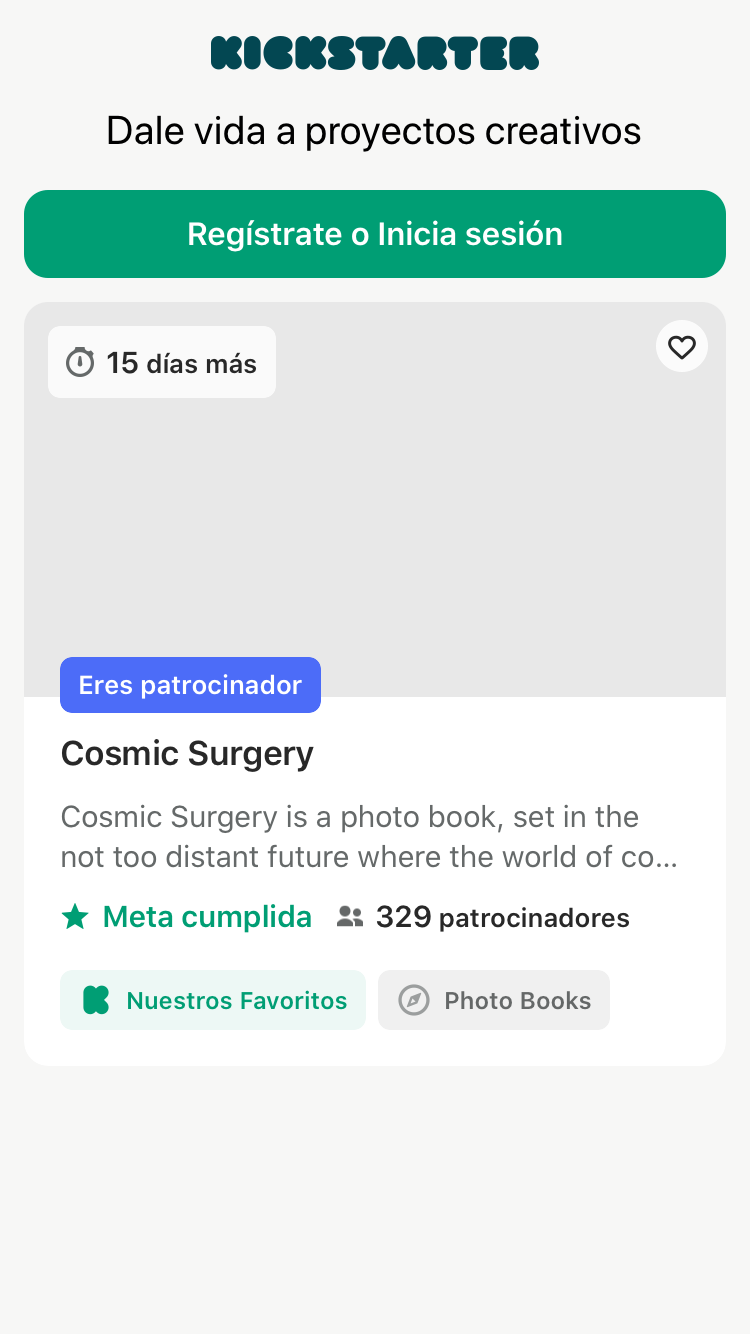 KICKSTARTER
Dale vida a proyectos creativos
Regístrate o Inicia sesión
15 días más
Eres patrocinador
Cosmic Surgery
Cosmic Surgery is a photo book, set in the
not too distant future where the world of co...
Meta cumplida 329 patrocinadores
Nuestros Favoritos Photo Books